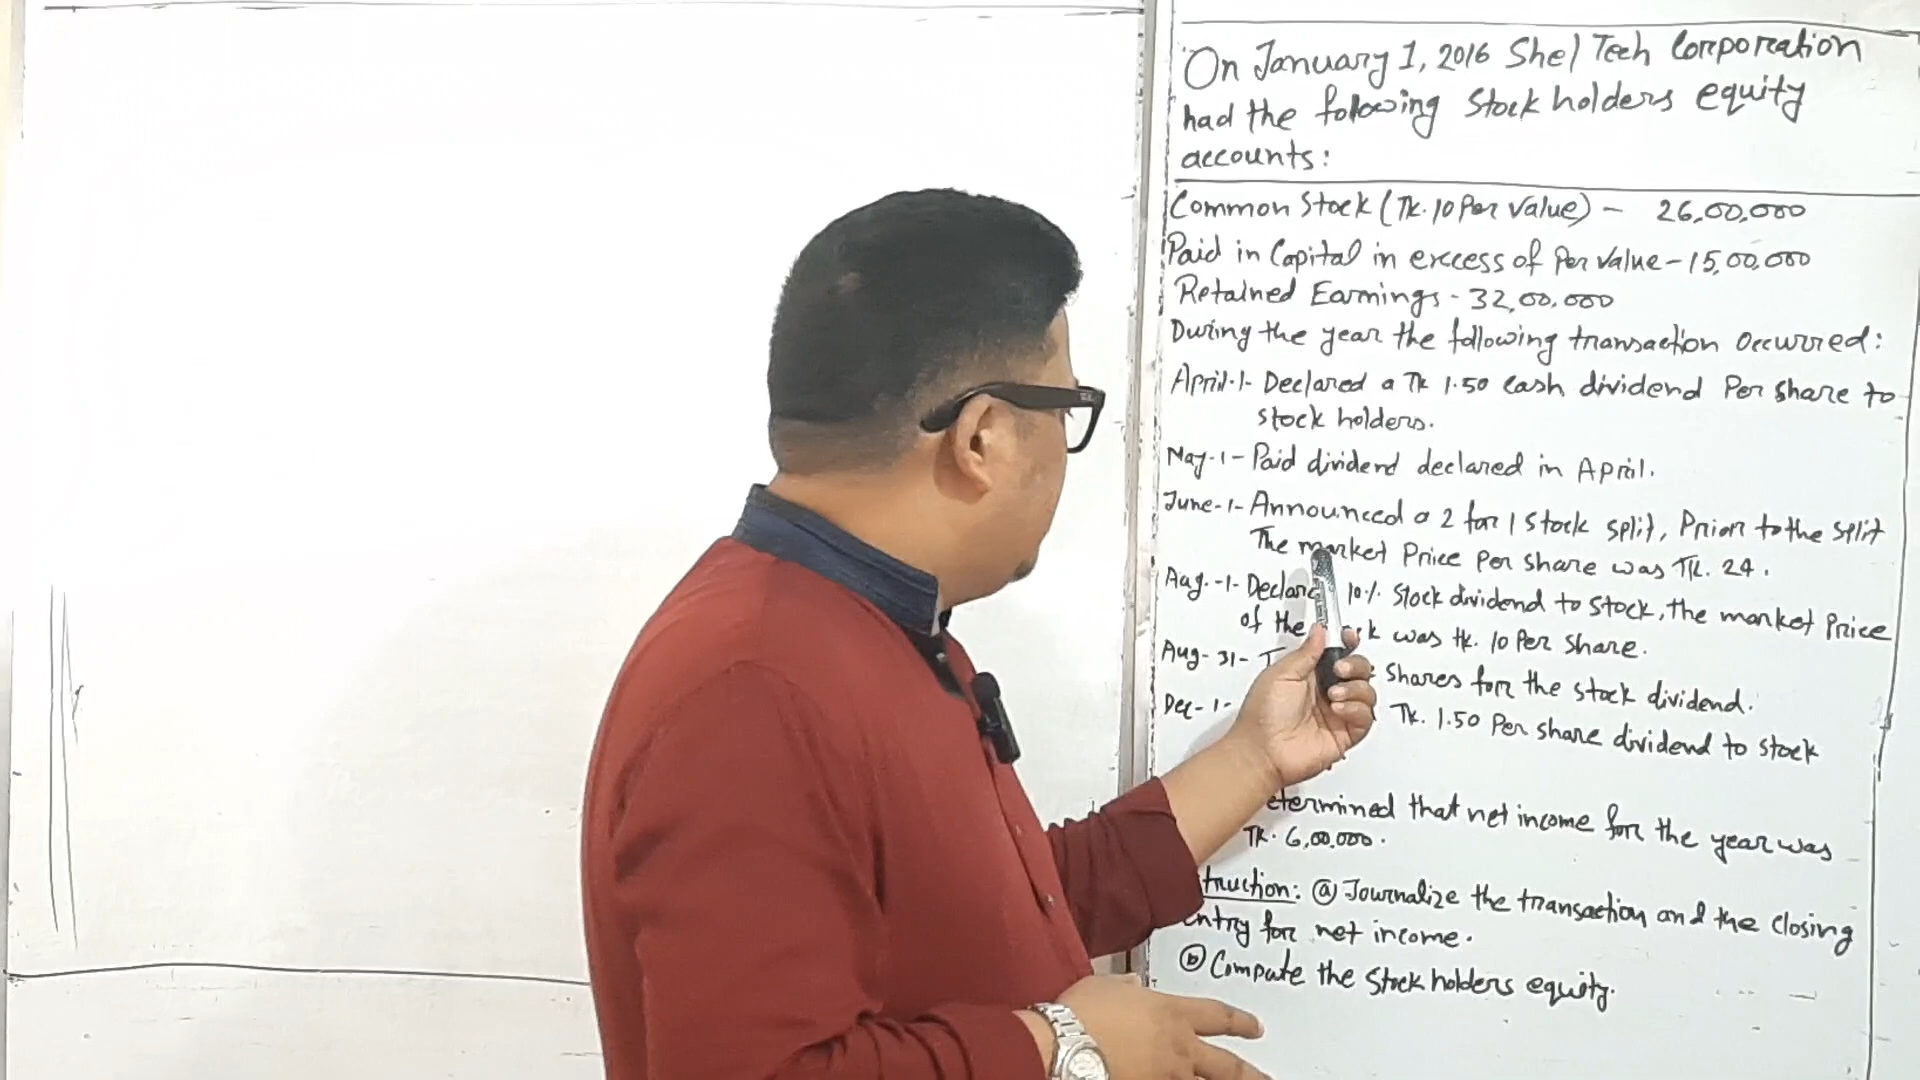 On January 1, 2016 Shel Tech Corporation
had the following Stock holders equity
accounts:
Common Stock (Tk. 10 Per value) - 26,00,000
Paid in Capital in excess of Per value - 15,00,000
Retained Earnings - 32,00,000
During the year the following transaction occurred:
April-1- Declared a Tk 1.50 cash dividend Per share to
stock holders.
May-1- Paid dividend declared in April.
June-1- Announced a 2 for 1 stock split, Prior to the split
The market Price Per share was Tk. 24.
Aug.-1- 10% Stock dividend to stock, the market Price
of the was tk. 10 Per share.
Aug-31- shares for the stock dividend.
Dec-1- Tk. 1.50 Per share dividend to stock
etermined that net income for the year was
Tk. 6,00,000.
truction: (a) Journalize the transaction and the closing
entry for net income.
(b) Compute the Stock holders equity.